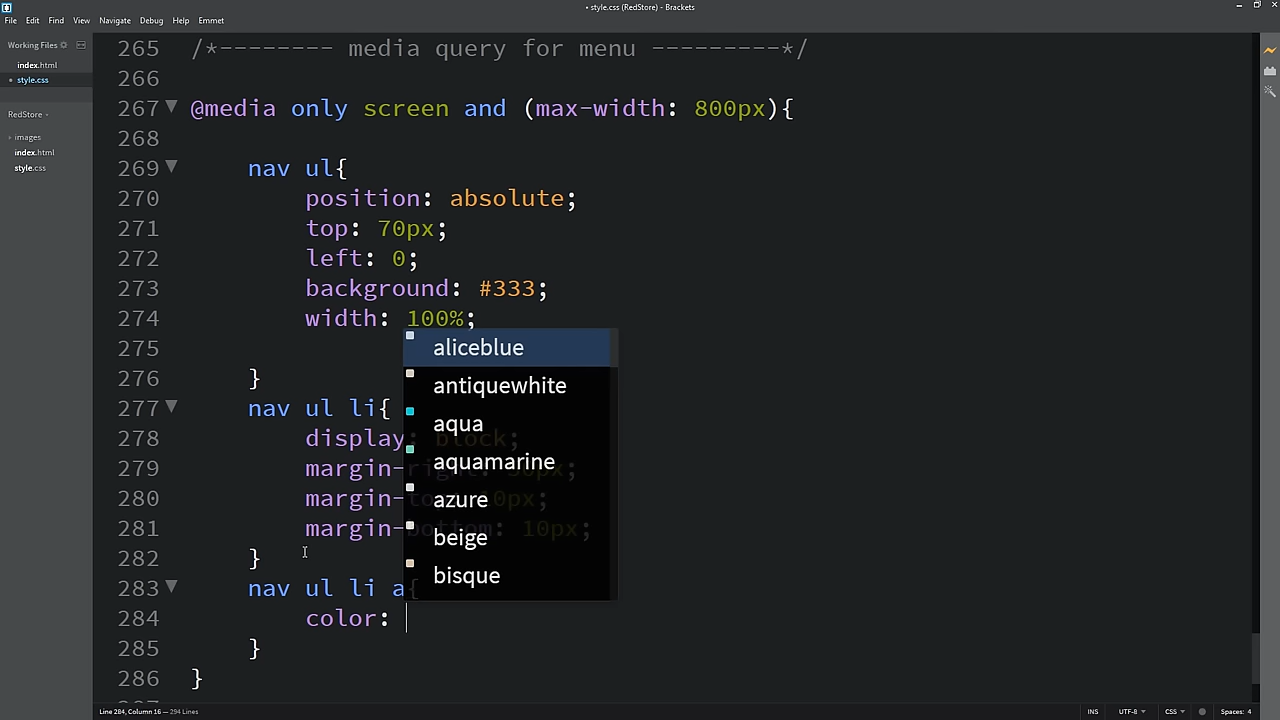 • style.css (RedStore) - Brackets
File Edit Find View Navigate Debug Help Emmet
Working Files
index.html
• style.css
RedStore
images
index.html
style.css
265 /*-------- media query for menu ---------*/
266
267 @media only screen and (max-width: 800px){
268
269 nav ul{
270 position: absolute;
271 top: 70px;
272 left: 0;
273 background: #333;
274 width: 100%;
275
276 }
277 nav ul li{
278 display: block;
279 margin-right: px;
280 margin-top: 10px;
281 margin-bottom: 10px;
282 }
283 nav ul li a{
284 color:
285 }
286 }
aliceblue
antiquewhite
aqua
aquamarine
azure
beige
bisque
Line 284, Column 16 — 294 Lines
INS UTF-8 CSS Spaces: 4